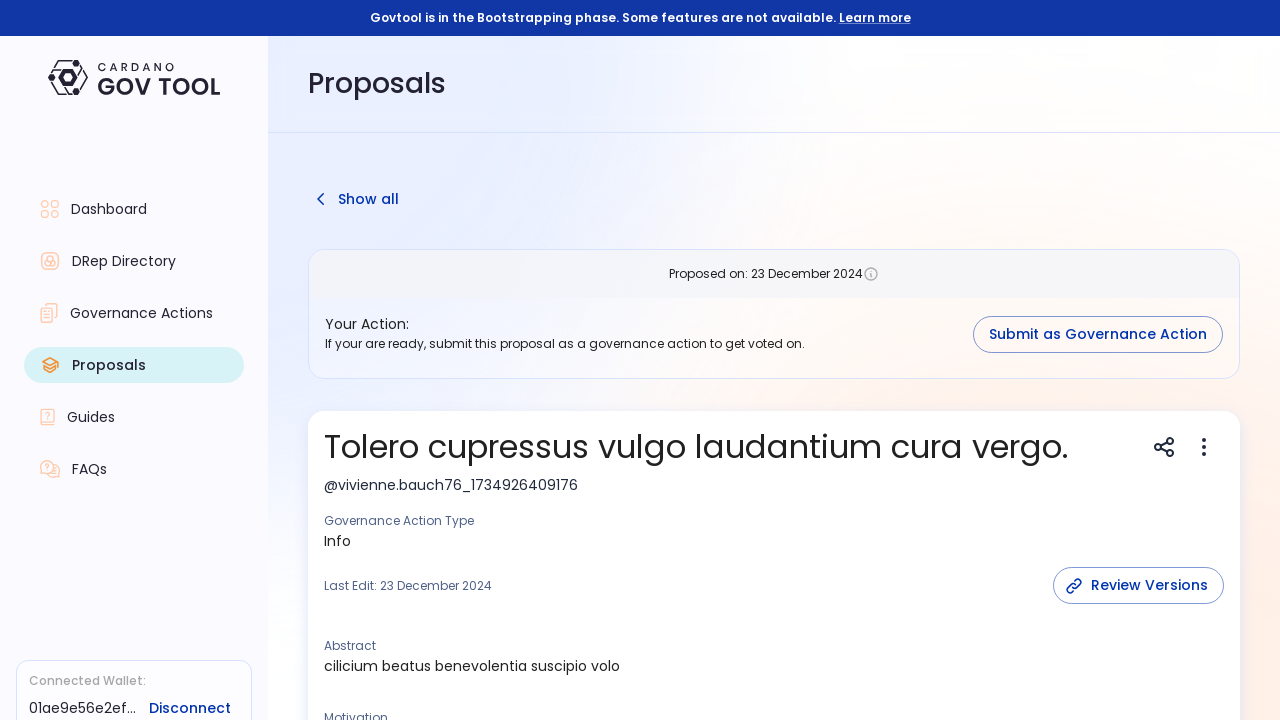 Govtool is in the Bootstrapping phase. Some features are not available. Learn more
CARDANO
GOV TOOL
Proposals
Dashboard
DRep Directory
Governance Actions
Proposals
Guides
FAQs
Connected Wallet:
01ae9e56e2ef...
Disconnect
Show all
Proposed on: 23 December 2024
Your Action:
If your are ready, submit this proposal as a governance action to get voted on.
Submit as Governance Action
Tolero cupressus vulgo laudantium cura vergo.
@vivienne.bauch76_1734926409176
Governance Action Type
Info
Last Edit: 23 December 2024
Review Versions
Abstract
cilicium beatus benevolentia suscipio volo
Motivation